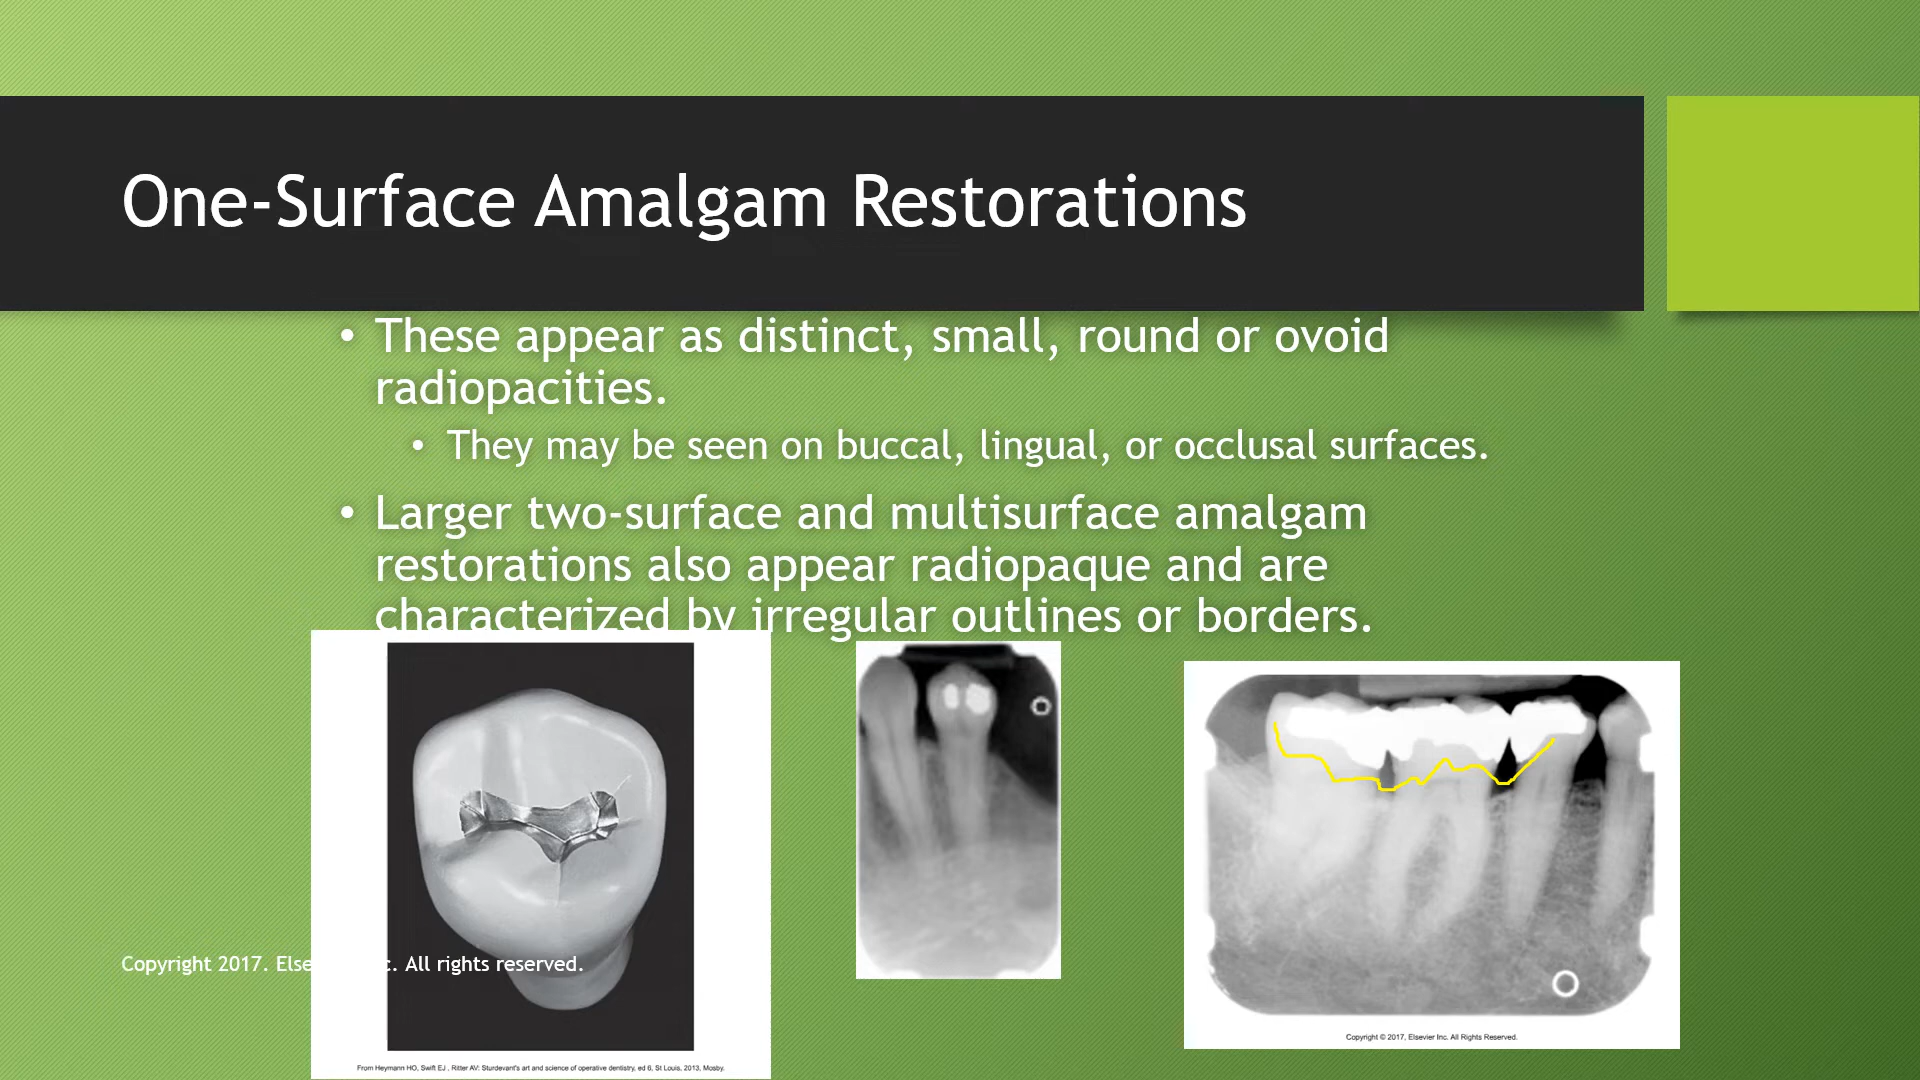 One-Surface Amalgam Restorations
• These appear as distinct, small, round or ovoid
radiopacities.
• They may be seen on buccal, lingual, or occlusal surfaces.
• Larger two-surface and multisurface amalgam
restorations also appear radiopaque and are
characterized by irregular outlines or borders.
Copyright 2017. Else c. All rights reserved.
Copyright © 2017, Elsevier Inc. All Rights Reserved.
From Heymann HO, Swift EJ , Ritter AV: Sturdevant's art and science of operative dentistry, ed 6, St Louis, 2013, Mosby.